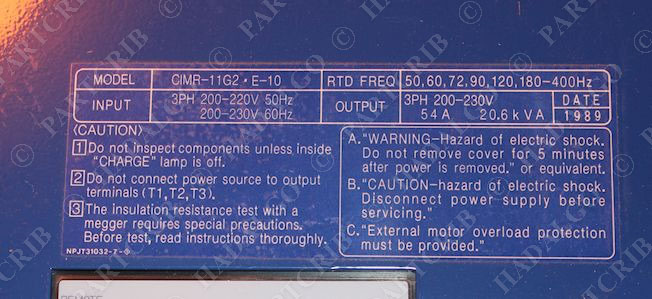 MODEL CIMR-11G2·E-10 RTD FREQ 50,60,72,90,120,180-400Hz
INPUT 3PH 200-220V 50Hz 200-230V 60Hz OUTPUT 3PH 200-230V 54A 20.6kVA DATE 1989
(CAUTION)
1 Do not inspect components unless inside
"CHARGE" lamp is off.
2 Do not connect power source to output
terminals (T1,T2,T3).
3 The insulation resistance test with a
megger requires special precautions.
Before test, read instructions thoroughly.
NPJT31032-7-
A."WARNING-Hazard of electric shock.
Do not remove cover for 5 minutes
after power is removed." or equivalent.
B."CAUTION-hazard of electric shock.
Disconnect power supply before
servicing."
C."External motor overload protection
must be provided."
REMOTE
© HADAGO PARTCRIB